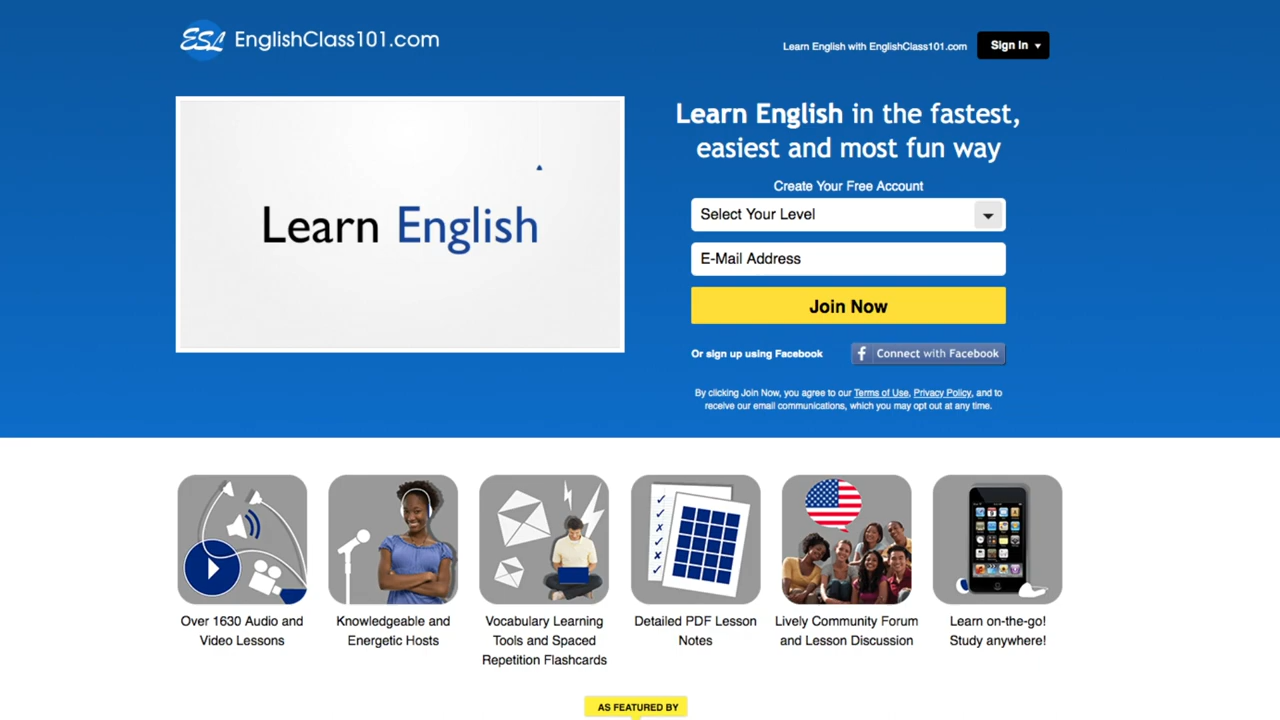 ESL EnglishClass101.com
Learn English with EnglishClass101.com
Sign In
Learn English
Learn English in the fastest,
easiest and most fun way
Create Your Free Account
Select Your Level
E-Mail Address
Join Now
Or sign up using Facebook
f Connect with Facebook
By clicking Join Now, you agree to our Terms of Use, Privacy Policy, and to
receive our email communications, which you may opt out at any time.
Over 1630 Audio and
Video Lessons
Knowledgeable and
Energetic Hosts
Vocabulary Learning
Tools and Spaced
Repetition Flashcards
Detailed PDF Lesson
Notes
Lively Community Forum
and Lesson Discussion
Learn on-the-go!
Study anywhere!
AS FEATURED BY